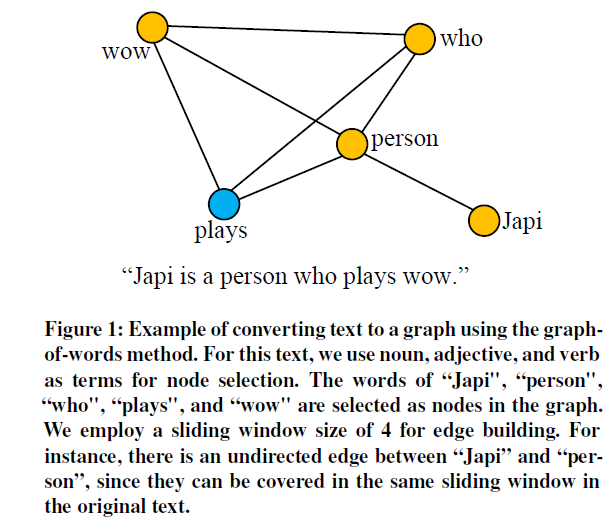 wow
who
person
Japi
plays
“Japi is a person who plays wow.”
Figure 1: Example of converting text to a graph using the graph-
of-words method. For this text, we use noun, adjective, and verb
as terms for node selection. The words of “Japi", “person",
“who", “plays", and “wow" are selected as nodes in the graph.
We employ a sliding window size of 4 for edge building. For
instance, there is an undirected edge between “Japi” and “per-
son”, since they can be covered in the same sliding window in
the original text.